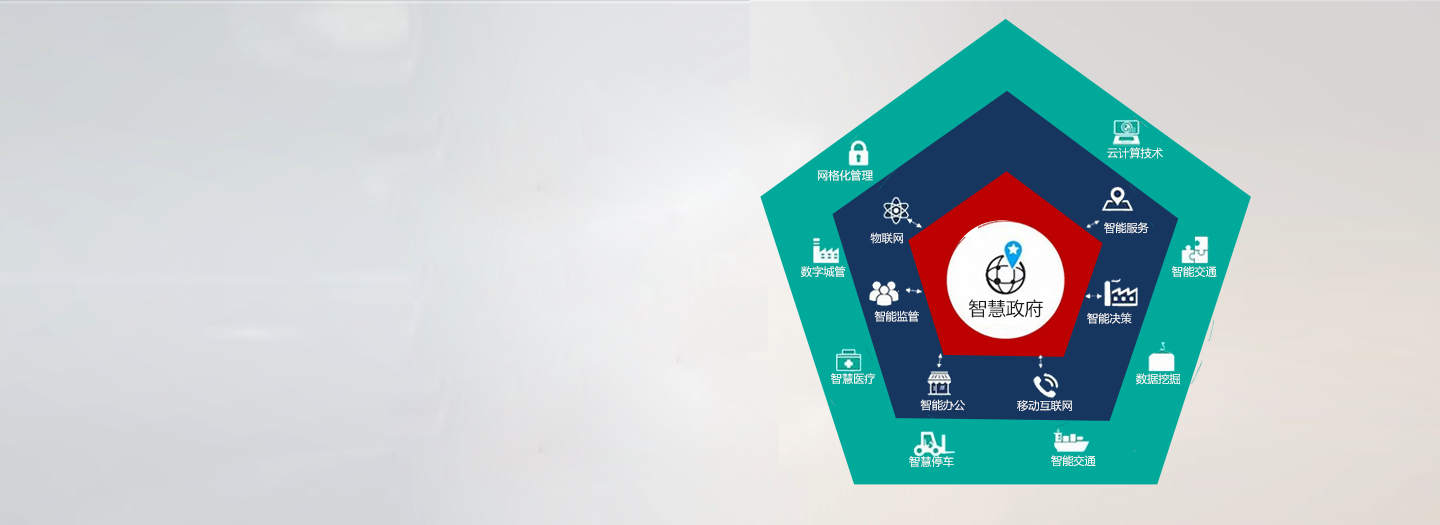 云计算技术
网格化管理
智能服务
物联网
数字城管
智能交通
智慧政府
智能监管
智能决策
智慧医疗
数据挖掘
智能办公
移动互联网
智慧停车
智能交通